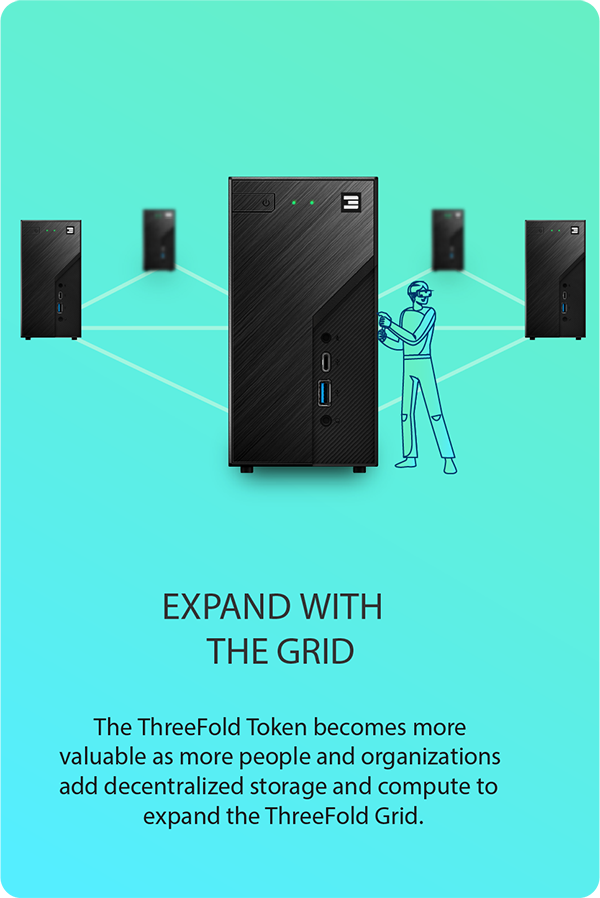 EXPAND WITH
THE GRID
The ThreeFold Token becomes more
valuable as more people and organizations
add decentralized storage and compute to
expand the ThreeFold Grid.